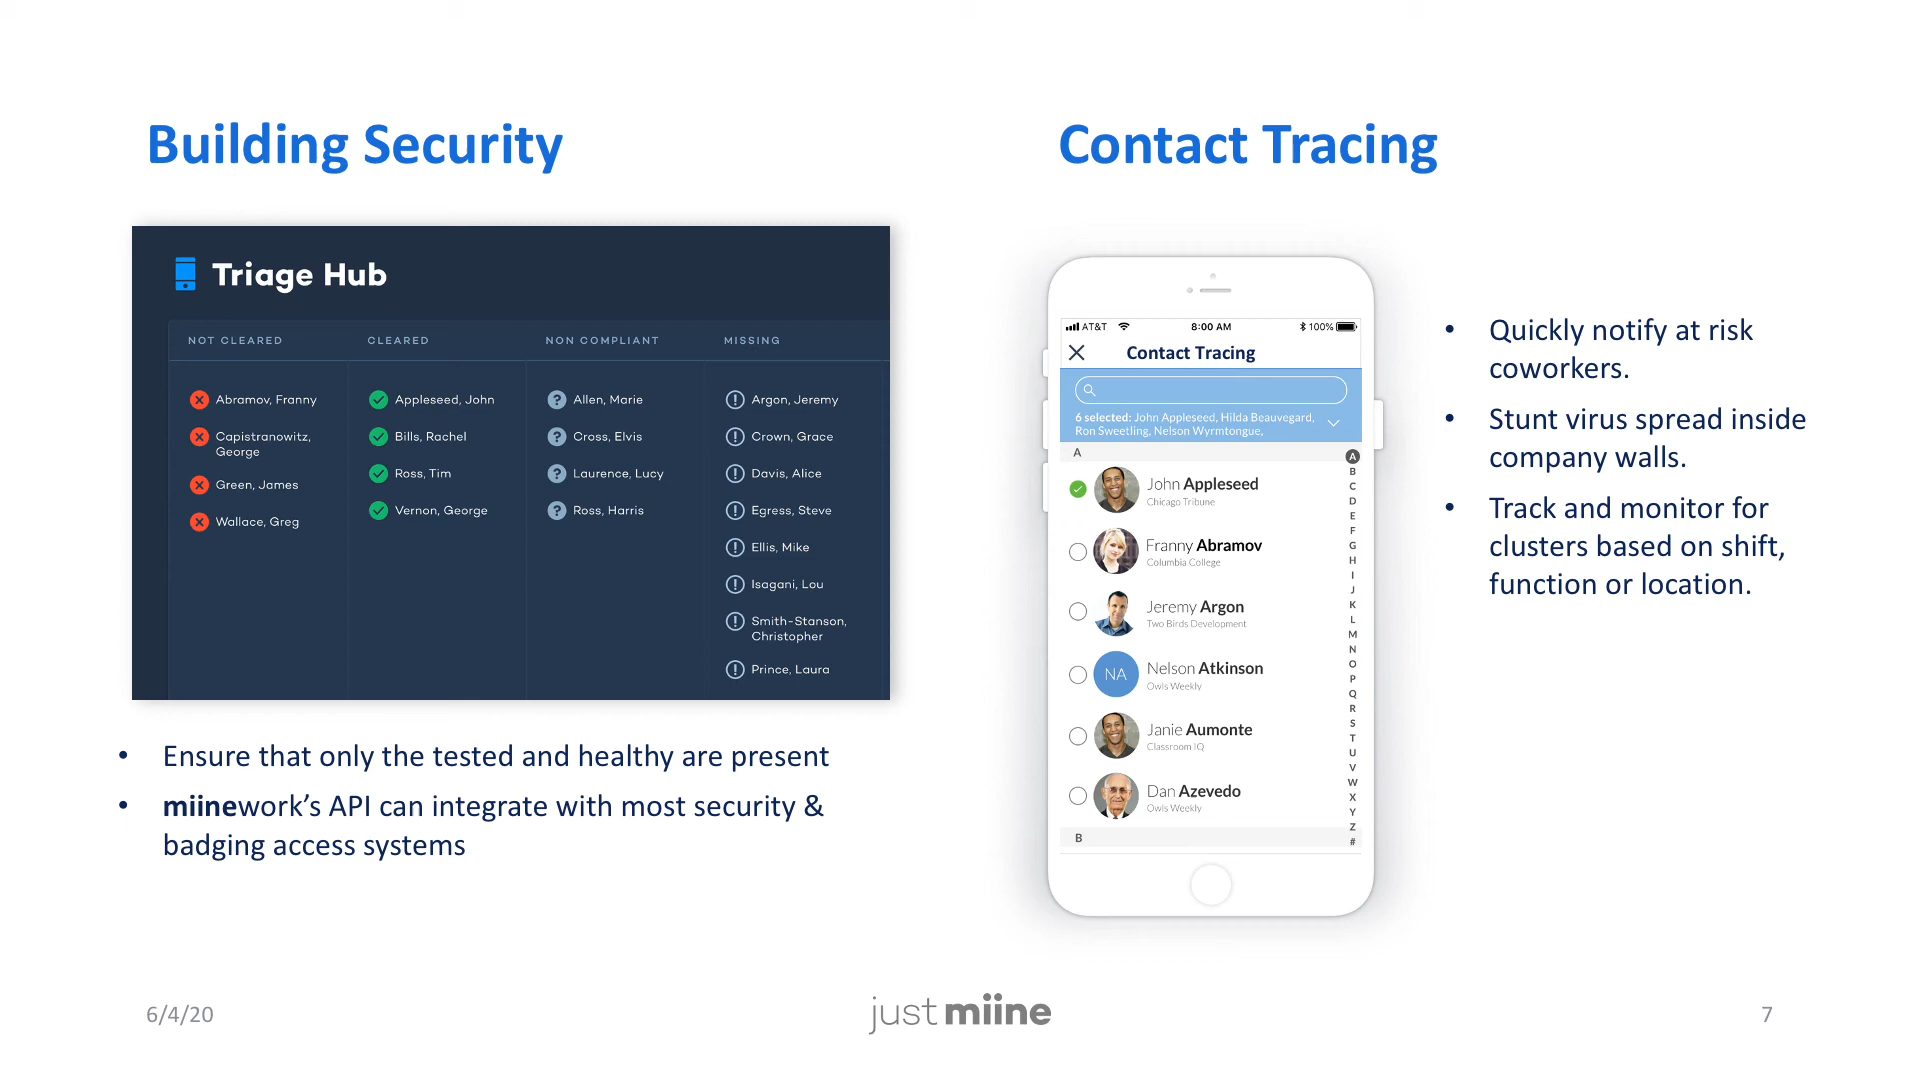 Building Security
Triage Hub
NOT CLEARED
Abramov, Franny
Capistranowitz,
George
Green, James
Wallace, Greg
CLEARED
Appleseed, John
Bills, Rachel
Ross, Tim
Vernon, George
NON COMPLIANT
Allen, Marie
Cross, Elvis
Laurence, Lucy
Ross, Harris
MISSING
Argon, Jeremy
Crown, Grace
Davis, Alice
Egress, Steve
Ellis, Mike
Isagani, Lou
Smith-Stanson,
Christopher
Prince, Laura
• Ensure that only the tested and healthy are present
• miinework’s API can integrate with most security &
badging access systems
Contact Tracing
AT&T 8:00 AM 100%
Contact Tracing
6 selected: John Appleseed, Hilda Beauvegard,
Ron Sweetling, Nelson Wyrmtongue,
A
John Appleseed
Chicago Tribune
Franny Abramov
Columbia College
Jeremy Argon
Two Birds Development
NA
Nelson Atkinson
Owls Weekly
Janie Aumonte
Classroom IQ
Dan Azevedo
Owls Weekly
B
A
B
C
D
E
F
G
H
I
J
K
L
M
N
O
P
Q
R
S
T
U
V
W
X
Y
Z
#
• Quickly notify at risk
coworkers.
• Stunt virus spread inside
company walls.
• Track and monitor for
clusters based on shift,
function or location.
6/4/20
just miine
7